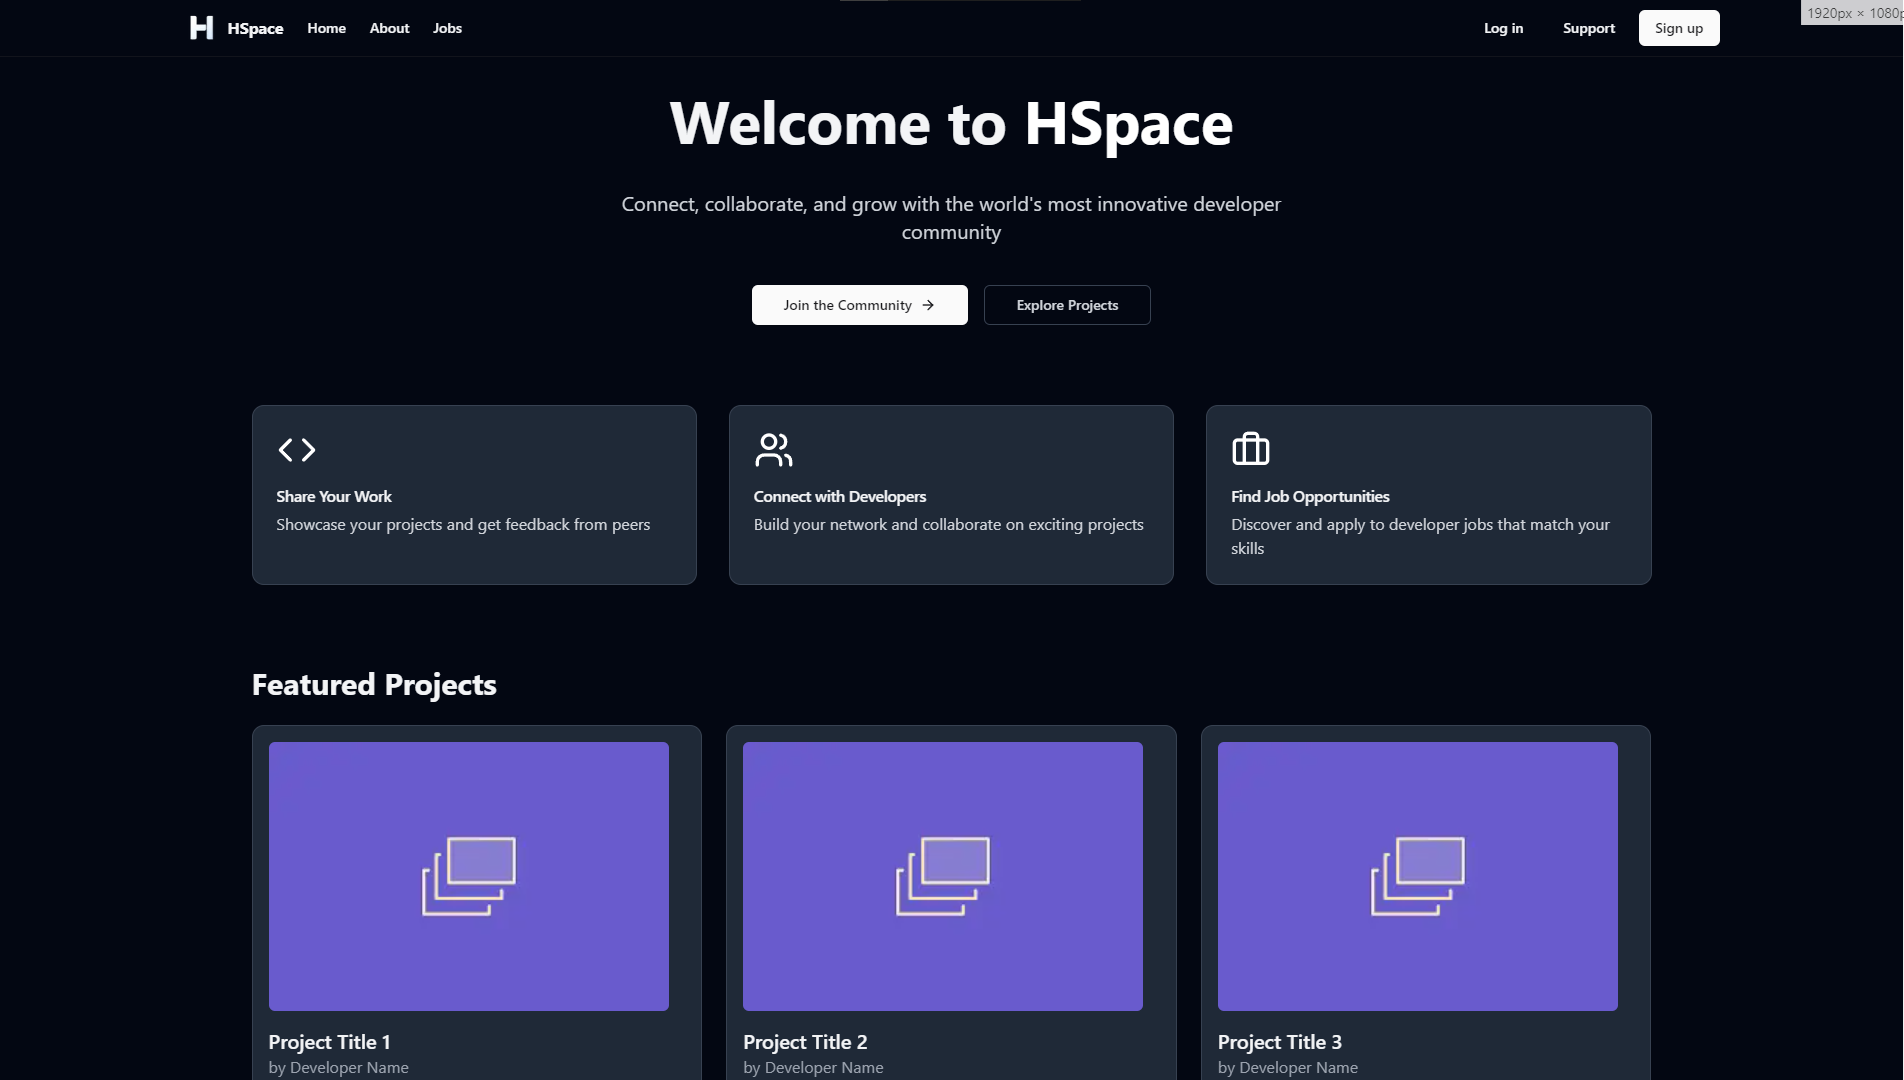 HSpace Home About Jobs Log in Support Sign up
1920px × 1080p
Welcome to HSpace
Connect, collaborate, and grow with the world's most innovative developer
community
Join the Community Explore Projects
Share Your Work
Showcase your projects and get feedback from peers
Connect with Developers
Build your network and collaborate on exciting projects
Find Job Opportunities
Discover and apply to developer jobs that match your
skills
Featured Projects
Project Title 1
by Developer Name
Project Title 2
by Developer Name
Project Title 3
by Developer Name